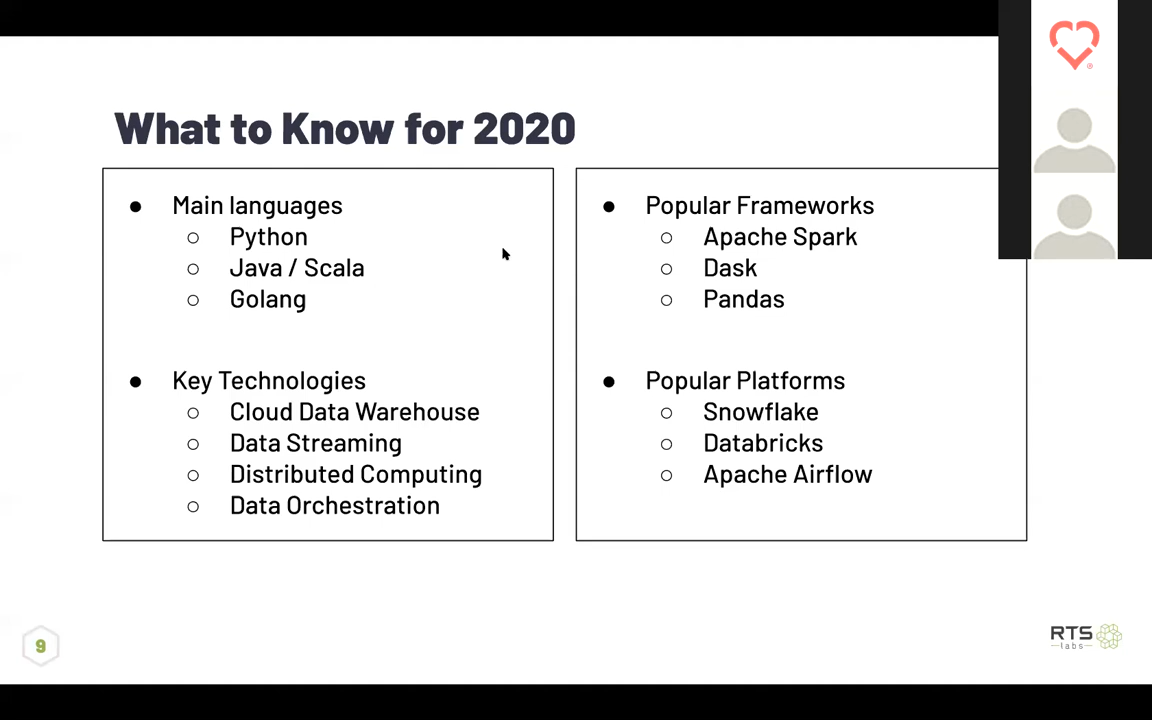 What to Know for 2020
● Main languages
○ Python
○ Java / Scala
○ Golang
● Key Technologies
○ Cloud Data Warehouse
○ Data Streaming
○ Distributed Computing
○ Data Orchestration
● Popular Frameworks
○ Apache Spark
○ Dask
○ Pandas
● Popular Platforms
○ Snowflake
○ Databricks
○ Apache Airflow
9
RTS
labs
®